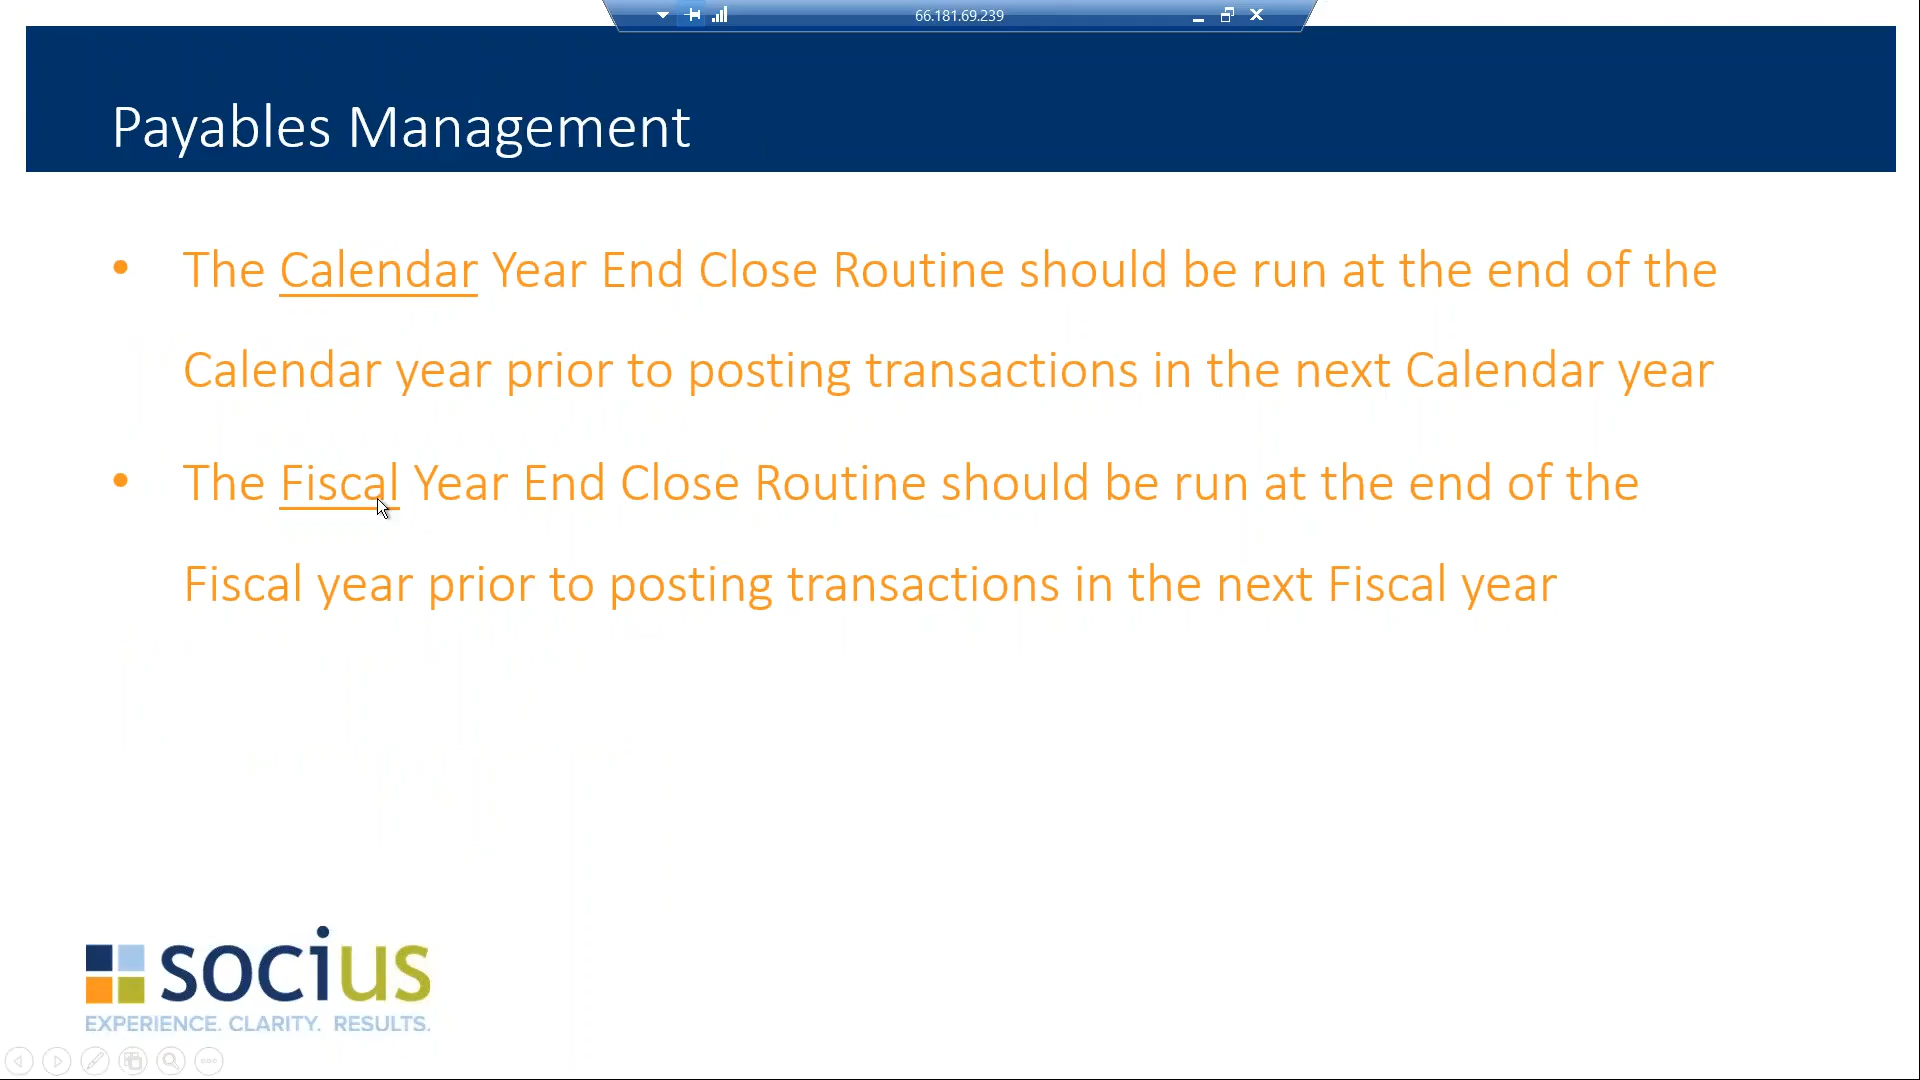 66.181.69.239
Payables Management
• The Calendar Year End Close Routine should be run at the end of the
Calendar year prior to posting transactions in the next Calendar year
• The Fiscal Year End Close Routine should be run at the end of the
Fiscal year prior to posting transactions in the next Fiscal year
socius
EXPERIENCE. CLARITY. RESULTS.